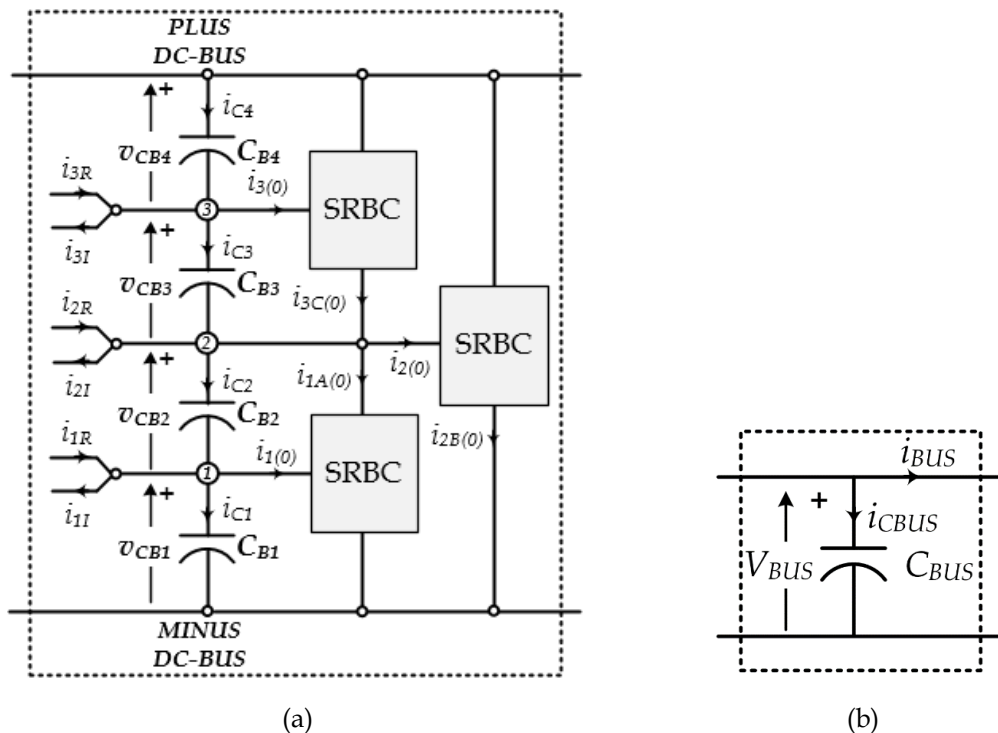 PLUS
DC-BUS
i_C4
v_CB4
C_B4
i_3R
i_3(0)
SRBC
3
i_3I
i_C3
v_CB3
C_B3
i_2R
i_3C(0)
2
i_2(0)
SRBC
i_2I
i_1A(0)
i_C2
v_CB2
C_B2
i_1R
i_1(0)
i_2B(0)
1
SRBC
i_1I
i_C1
v_CB1
C_B1
MINUS
DC-BUS
(a)
i_BUS
i_CBUS
V_BUS
C_BUS
(b)
+
+
+
+
+